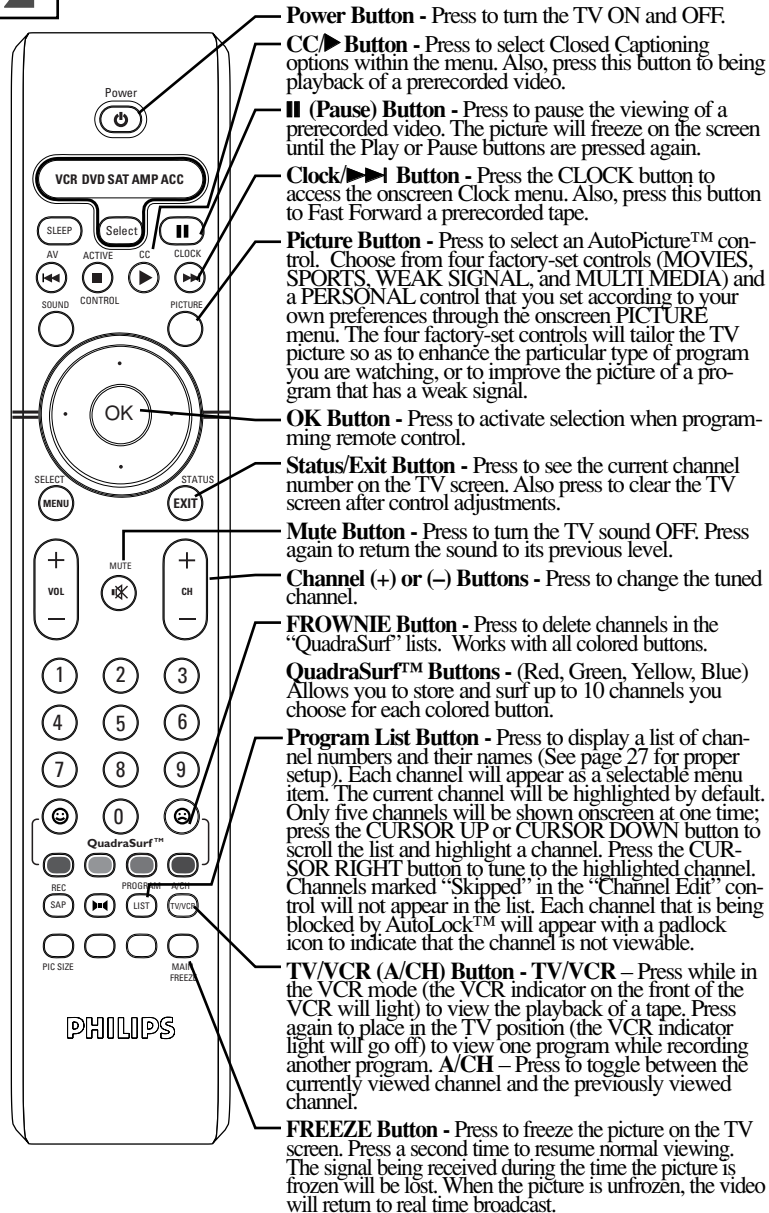 2
Power Button - Press to turn the TV ON and OFF.
CC/▶ Button - Press to select Closed Captioning
options within the menu. Also, press this button to being
playback of a prerecorded video.
II (Pause) Button - Press to pause the viewing of a
prerecorded video. The picture will freeze on the screen
until the Play or Pause buttons are pressed again.
Clock/▶▶| Button - Press the CLOCK button to
access the onscreen Clock menu. Also, press this button
to Fast Forward a prerecorded tape.
Picture Button - Press to select an AutoPicture™ con-
trol. Choose from four factory-set controls (MOVIES,
SPORTS, WEAK SIGNAL, and MULTI MEDIA) and
a PERSONAL control that you set according to your
own preferences through the onscreen PICTURE
menu. The four factory-set controls will tailor the TV
picture so as to enhance the particular type of program
you are watching, or to improve the picture of a pro-
gram that has a weak signal.
OK Button - Press to activate selection when program-
ming remote control.
Status/Exit Button - Press to see the current channel
number on the TV screen. Also press to clear the TV
screen after control adjustments.
Mute Button - Press to turn the TV sound OFF. Press
again to return the sound to its previous level.
Channel (+) or (–) Buttons - Press to change the tuned
channel.
FROWNIE Button - Press to delete channels in the
“QuadraSurf” lists. Works with all colored buttons.
QuadraSurf™ Buttons - (Red, Green, Yellow, Blue)
Allows you to store and surf up to 10 channels you
choose for each colored button.
Program List Button - Press to display a list of chan-
nel numbers and their names (See page 27 for proper
setup). Each channel will appear as a selectable menu
item. The current channel will be highlighted by default.
Only five channels will be shown onscreen at one time;
press the CURSOR UP or CURSOR DOWN button to
scroll the list and highlight a channel. Press the CUR-
SOR RIGHT button to tune to the highlighted channel.
Channels marked “Skipped” in the “Channel Edit” con-
trol will not appear in the list. Each channel that is being
blocked by AutoLock™ will appear with a padlock
icon to indicate that the channel is not viewable.
TV/VCR (A/CH) Button - TV/VCR – Press while in
the VCR mode (the VCR indicator on the front of the
VCR will light) to view the playback of a tape. Press
again to place in the TV position (the VCR indicator
light will go off) to view one program while recording
another program. A/CH – Press to toggle between the
currently viewed channel and the previously viewed
channel.
FREEZE Button - Press to freeze the picture on the TV
screen. Press a second time to resume normal viewing.
The signal being received during the time the picture is
frozen will be lost. When the picture is unfrozen, the video
will return to real time broadcast.
Power
VCR DVD SAT AMP ACC
SLEEP Select
AV ACTIVE CC CLOCK
SOUND CONTROL PICTURE
OK
SELECT STATUS
MENU EXIT
+ MUTE +
VOL CH
– –
1 2 3
4 5 6
7 8 9
0
QuadraSurf™
REC PROGRAM A/CH
SAP LIST TV/VCR
PIC SIZE MAIN
FREEZE
PHILIPS